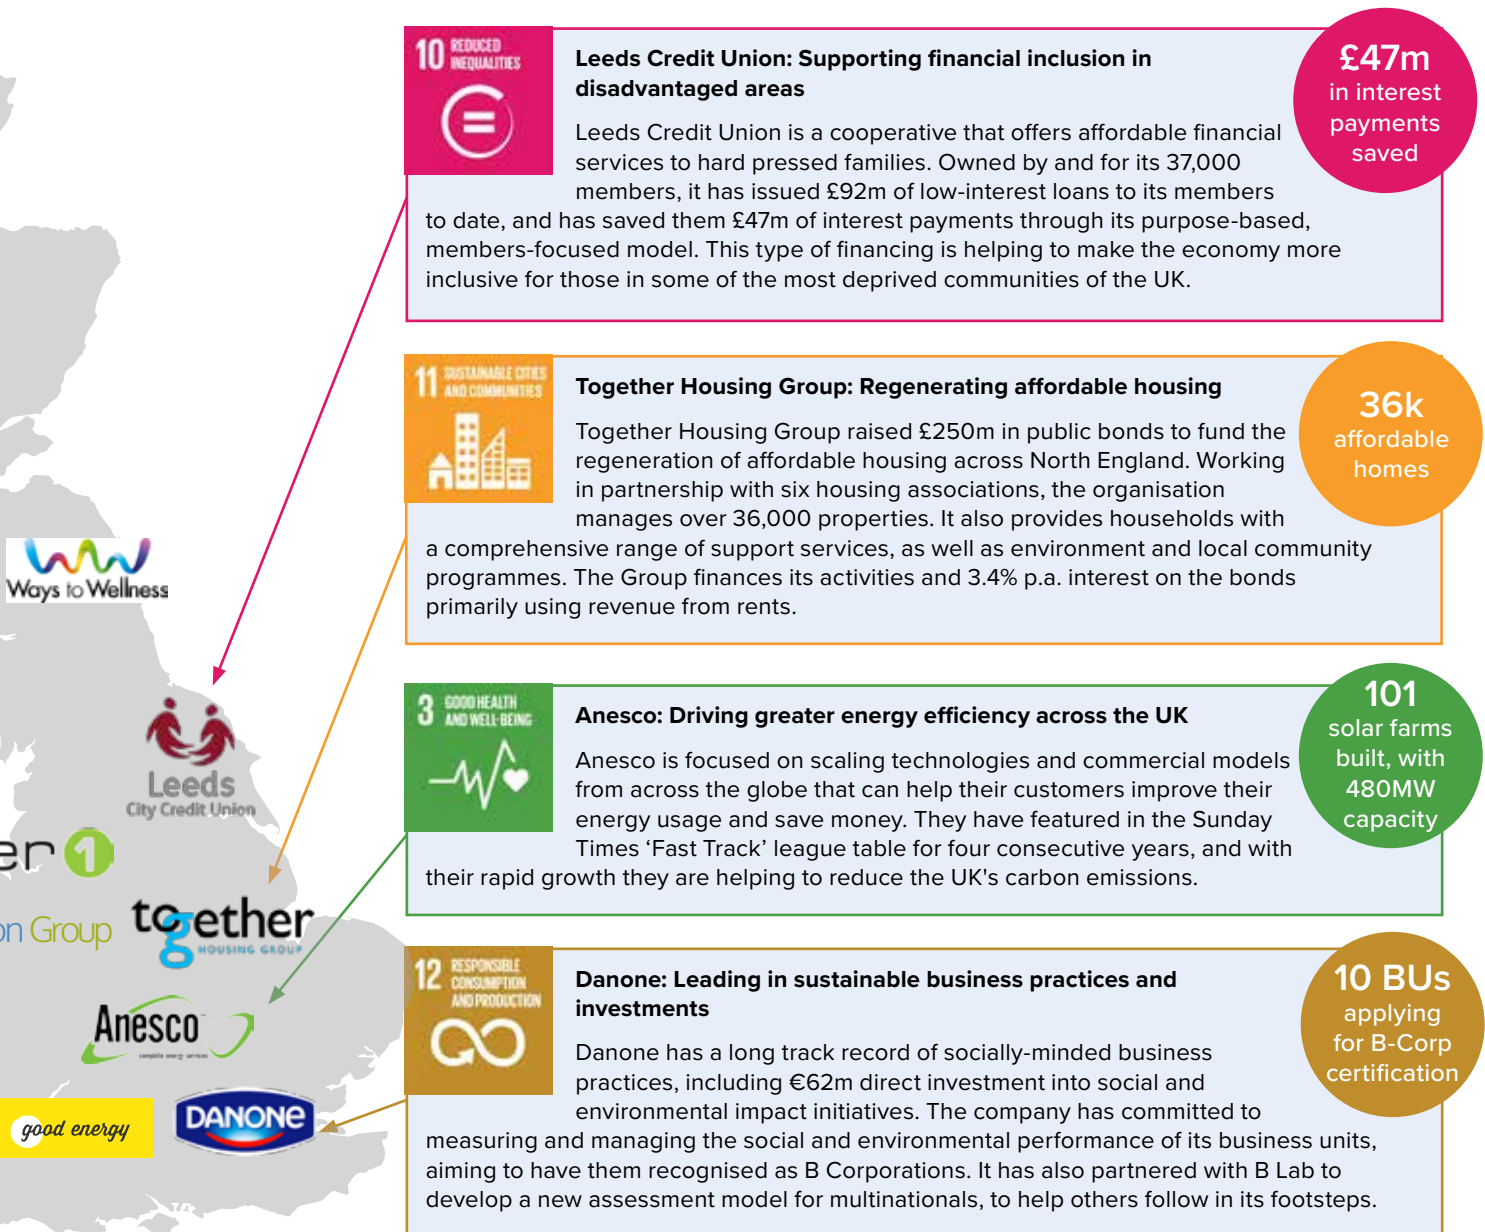 10 REDUCED
INEQUALITIES
Leeds Credit Union: Supporting financial inclusion in
disadvantaged areas
Leeds Credit Union is a cooperative that offers affordable financial
services to hard pressed families. Owned by and for its 37,000
members, it has issued £92m of low-interest loans to its members
to date, and has saved them £47m of interest payments through its purpose-based,
members-focused model. This type of financing is helping to make the economy more
inclusive for those in some of the most deprived communities of the UK.
£47m
in interest
payments
saved
11 SUSTAINABLE CITIES
AND COMMUNITIES
Together Housing Group: Regenerating affordable housing
Together Housing Group raised £250m in public bonds to fund the
regeneration of affordable housing across North England. Working
in partnership with six housing associations, the organisation
manages over 36,000 properties. It also provides households with
a comprehensive range of support services, as well as environment and local community
programmes. The Group finances its activities and 3.4% p.a. interest on the bonds
primarily using revenue from rents.
36k
affordable
homes
3 GOOD HEALTH
AND WELL-BEING
Anesco: Driving greater energy efficiency across the UK
Anesco is focused on scaling technologies and commercial models
from across the globe that can help their customers improve their
energy usage and save money. They have featured in the Sunday
Times ‘Fast Track’ league table for four consecutive years, and with
their rapid growth they are helping to reduce the UK's carbon emissions.
101
solar farms
built, with
480MW
capacity
12 RESPONSIBLE
CONSUMPTION
AND PRODUCTION
Danone: Leading in sustainable business practices and
investments
Danone has a long track record of socially-minded business
practices, including €62m direct investment into social and
environmental impact initiatives. The company has committed to
measuring and managing the social and environmental performance of its business units,
aiming to have them recognised as B Corporations. It has also partnered with B Lab to
develop a new assessment model for multinationals, to help others follow in its footsteps.
10 BUs
applying
for B-Corp
certification
Ways to Wellness
Leeds
City Credit Union
er 1
on Group
together
HOUSING GROUP
Anesco
complete energy services
good energy
DANONE